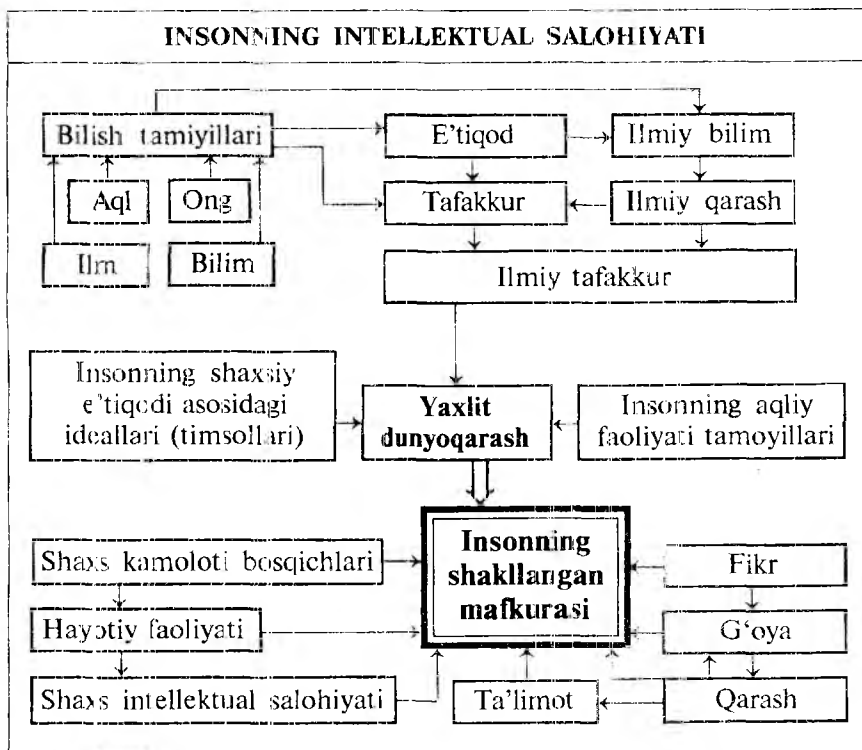 INSONNING INTELLEKTUAL SALOHIYATI
Bilish tamiyillari
E'tiqod
Ilmiy bilim
Aql
Ong
Tafakkur
Ilmiy qarash
Ilm
Bilim
Ilmiy tafakkur
Insonning shaxsiy
e'tiqodi asosidagi
ideallari (timsollari)
Yaxlit
dunyoqarash
Insonning aqliy
faoliyati tamoyillari
Shaxs kamoloti bosqichlari
Insonning
shakllangan
mafkurasi
Fikr
Hayotiy faoliyati
G‘oya
Shaxs intellektual salohiyati
Ta'limot
Qarash